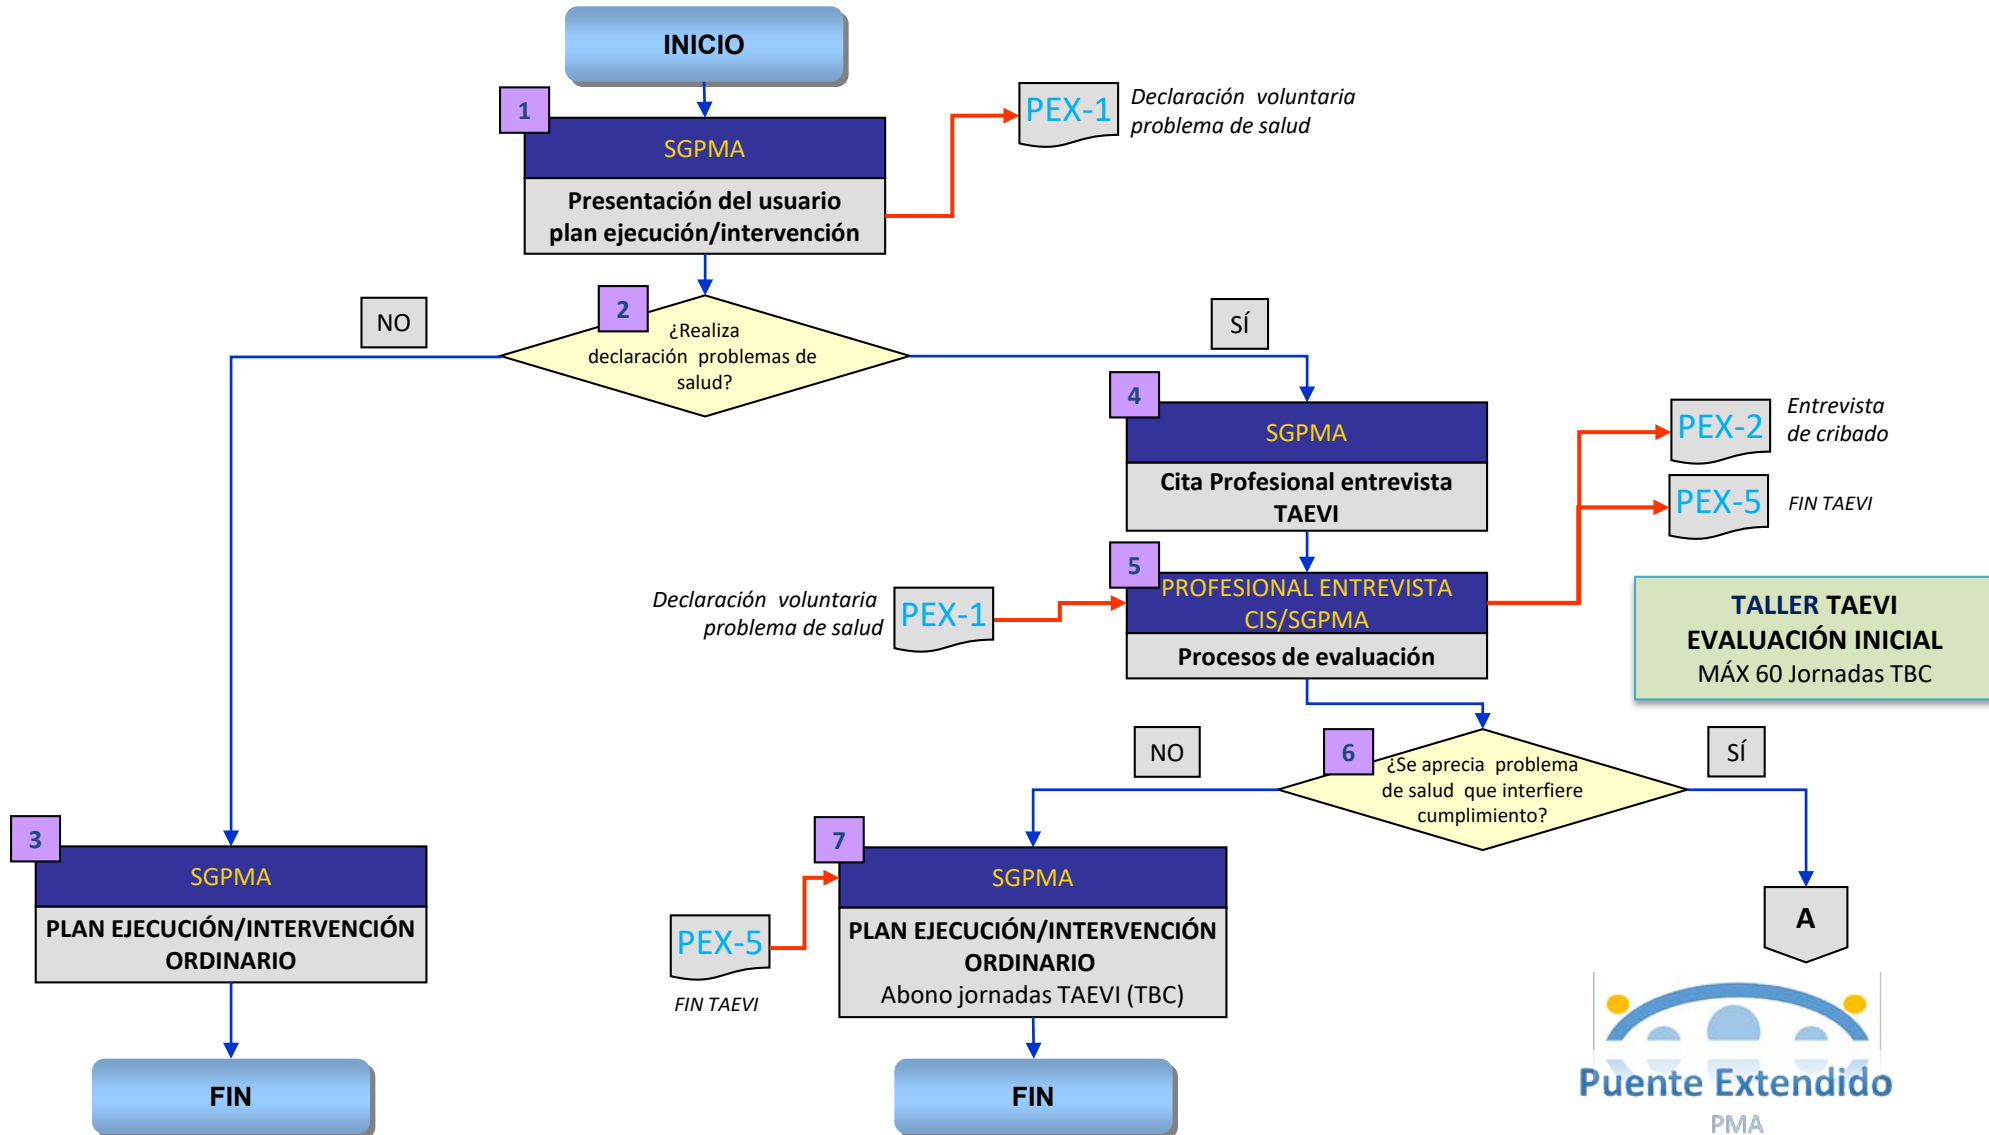 INICIO
1
SGPMA
Presentación del usuario
plan ejecución/intervención
PEX-1
Declaración voluntaria
problema de salud
2
¿Realiza
declaración problemas de
salud?
NO
SÍ
4
SGPMA
Cita Profesional entrevista
TAEVI
PEX-2
Entrevista
de cribado
PEX-5
FIN TAEVI
5
PROFESIONAL ENTREVISTA
CIS/SGPMA
Procesos de evaluación
Declaración voluntaria
problema de salud
PEX-1
TALLER TAEVI
EVALUACIÓN INICIAL
MÁX 60 Jornadas TBC
6
¿Se aprecia problema
de salud que interfiere
cumplimiento?
NO
SÍ
3
SGPMA
PLAN EJECUCIÓN/INTERVENCIÓN
ORDINARIO
7
SGPMA
PLAN EJECUCIÓN/INTERVENCIÓN
ORDINARIO
Abono jornadas TAEVI (TBC)
PEX-5
FIN TAEVI
A
FIN
FIN
Puente Extendido
PMA